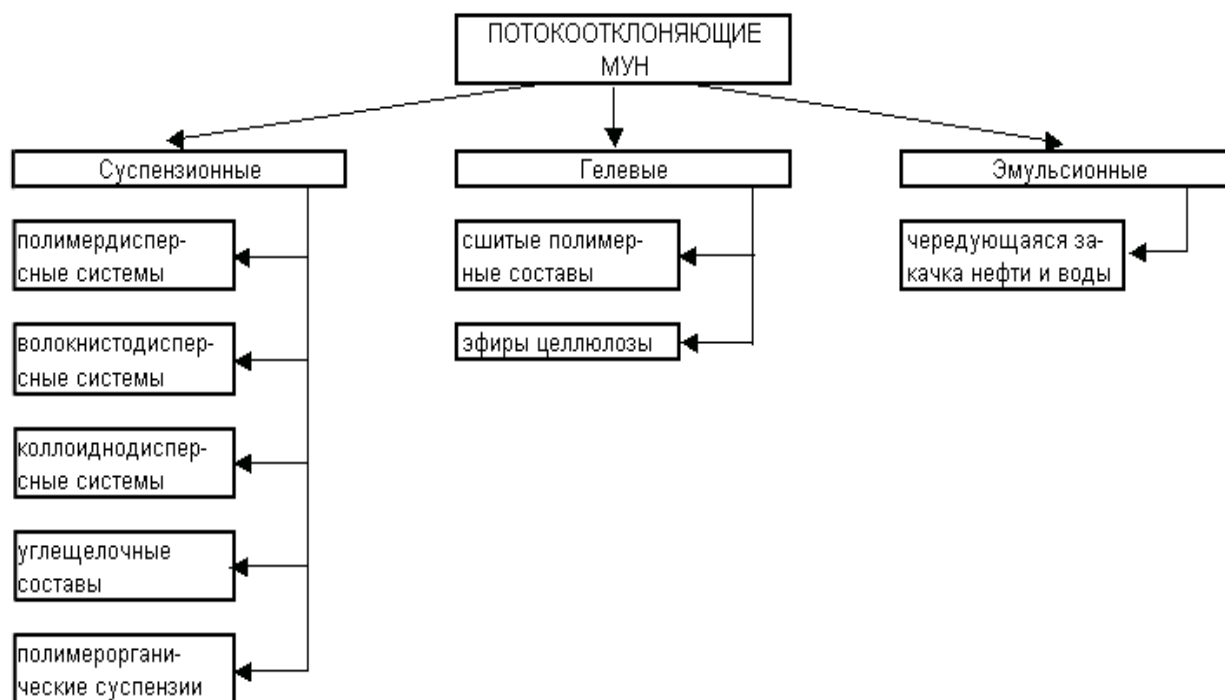 ПОТОКООТКЛОНЯЮЩИЕ
МУН
Суспензионные
полимердиспер-
сные системы
волокнистодиспер-
сные системы
коллоиднодиспер-
сные системы
углещелочные
составы
полимероргани-
ческие суспензии
Гелевые
сшитые полимер-
ные составы
эфиры целлюлозы
Эмульсионные
чередующаяся за-
качка нефти и воды